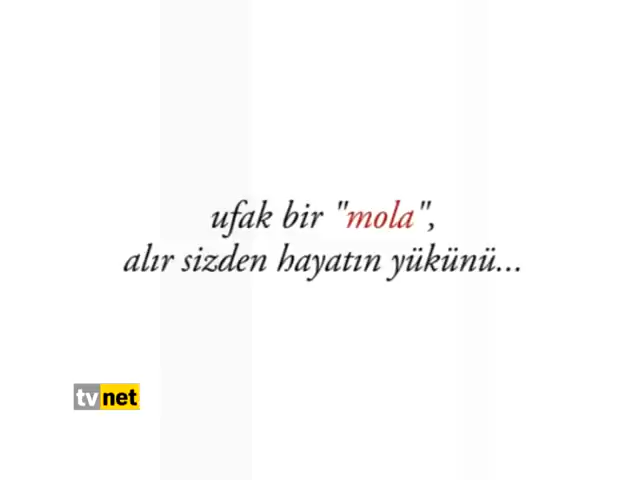 ufak bir "mola",
alır sizden hayatın yükünü...
tvnet